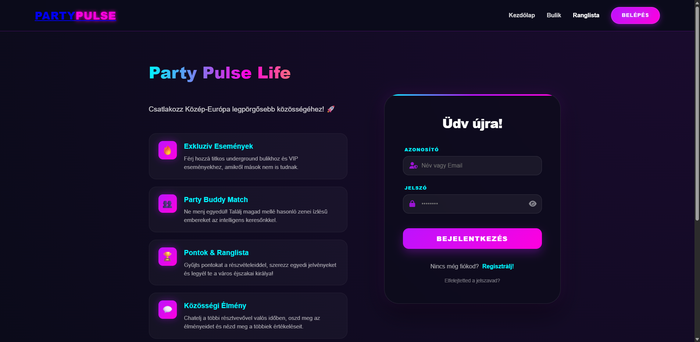 PARTYPULSE
Kezdőlap Bulik Ranglista BELÉPÉS
Party Pulse Life
Csatlakozz Közép-Európa legpörgősebb közösségéhez! 🚀
Exkluzív Események
Férj hozzá titkos underground bulikhoz és VIP
eseményekhez, amikről mások nem is tudnak.
Party Buddy Match
Ne menj egyedül! Találj magad mellé hasonló zenei ízlésű
embereket az intelligens keresőnkkel.
Pontok & Ranglista
Gyűjts pontokat a részvételeiddel, szerezz egyedi jelvényeket
és legyél te a város éjszakai királya!
Közösségi Élmény
Chatelj a többi résztvevővel valós időben, oszd meg az
élményeidet és nézd meg a többiek értékeléseit.
Üdv újra!
AZONOSÍTÓ
Név vagy Email
JELSZÓ
••••••••
BEJELENTKEZÉS
Nincs még fiókod? Regisztrálj!
Elfelejtetted a jelszavad?